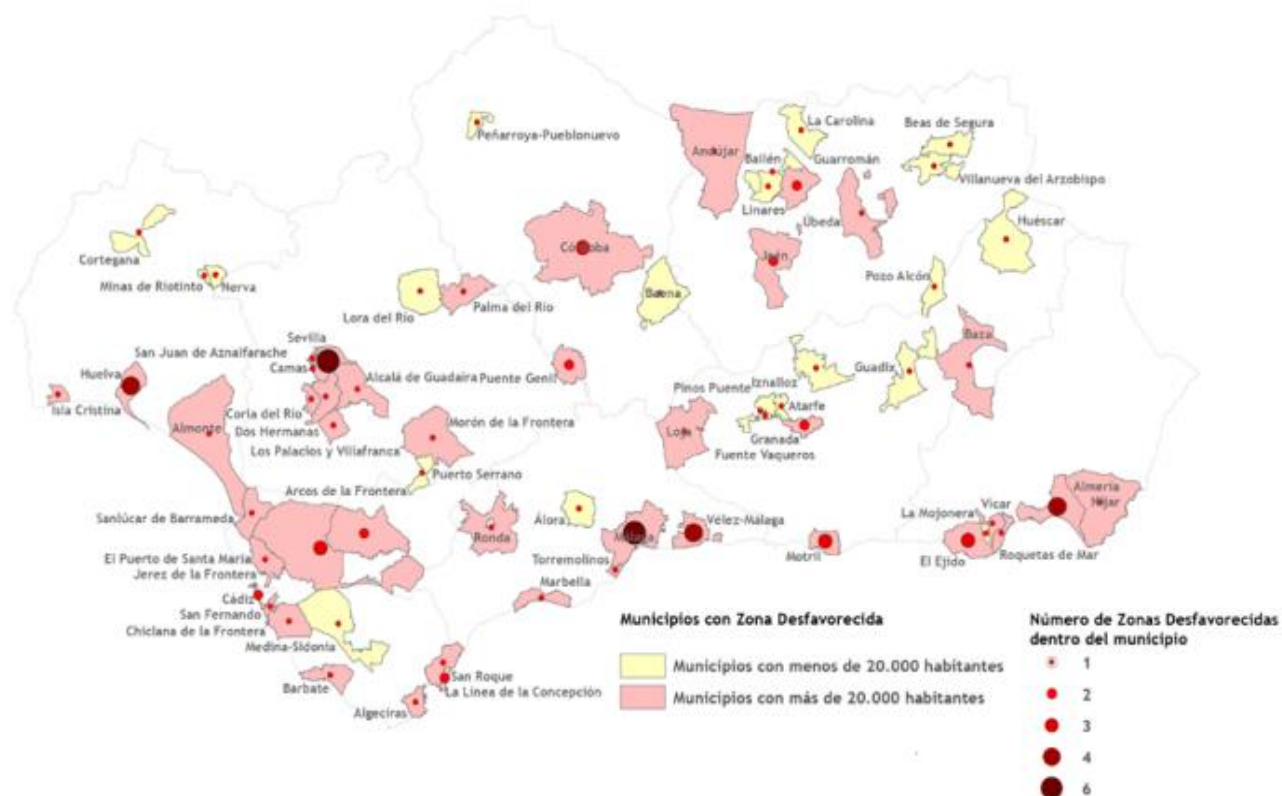 La Carolina
Beas de Segura
Peñarroya-Pueblonuevo
Andújar
Bailén
Guarromán
Villanueva del Arzobispo
Linares
Úbeda
Huéscar
Córdoba
Jaén
Cortegana
Pozo Alcón
Minas de Riotinto
Nerva
Baena
Lora del Río
Palma del Río
Sevilla
Baza
San Juan de Aznalfarache
Huelva
Camas
Alcalá de Guadaira
Puente Genil
Guadix
Pinos Puente
Iznalloz
Isla Cristina
Coria del Río
Atarfe
Almonte
Dos Hermanas
Morón de la Frontera
Loja
Granada
Los Palacios y Villafranca
Fuente Vaqueros
Puerto Serrano
Arcos de la Frontera
Almería
Níjar
Sanlúcar de Barrameda
Álora
Vélez-Málaga
La Mojonera
Vicar
Ronda
Málaga
El Puerto de Santa María
Torremolinos
Motril
El Ejido
Roquetas de Mar
Jerez de la Frontera
Marbella
Cádiz
San Fernando
Chiclana de la Frontera
Medina-Sidonia
San Roque
Barbate
La Línea de la Concepción
Algeciras
Municipios con Zona Desfavorecida
Municipios con menos de 20.000 habitantes
Municipios con más de 20.000 habitantes
Número de Zonas Desfavorecidas
dentro del municipio
1
2
3
4
6